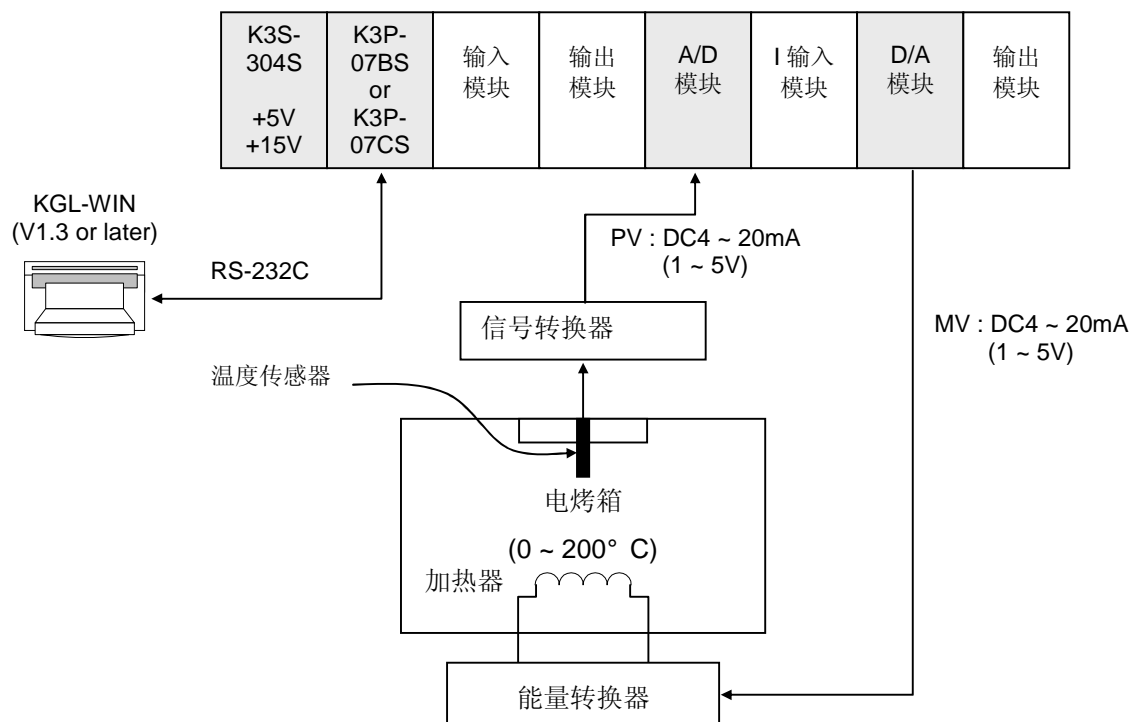 K3S-
304S
+5V
+15V
K3P-
07BS
or
K3P-
07CS
输入
模块
输出
模块
A/D
模块
I 输入
模块
D/A
模块
输出
模块
KGL-WIN
(V1.3 or later)
RS-232C
PV : DC4 ~ 20mA
(1 ~ 5V)
信号转换器
MV : DC4 ~ 20mA
(1 ~ 5V)
温度传感器
电烤箱
(0 ~ 200° C)
加热器
能量转换器